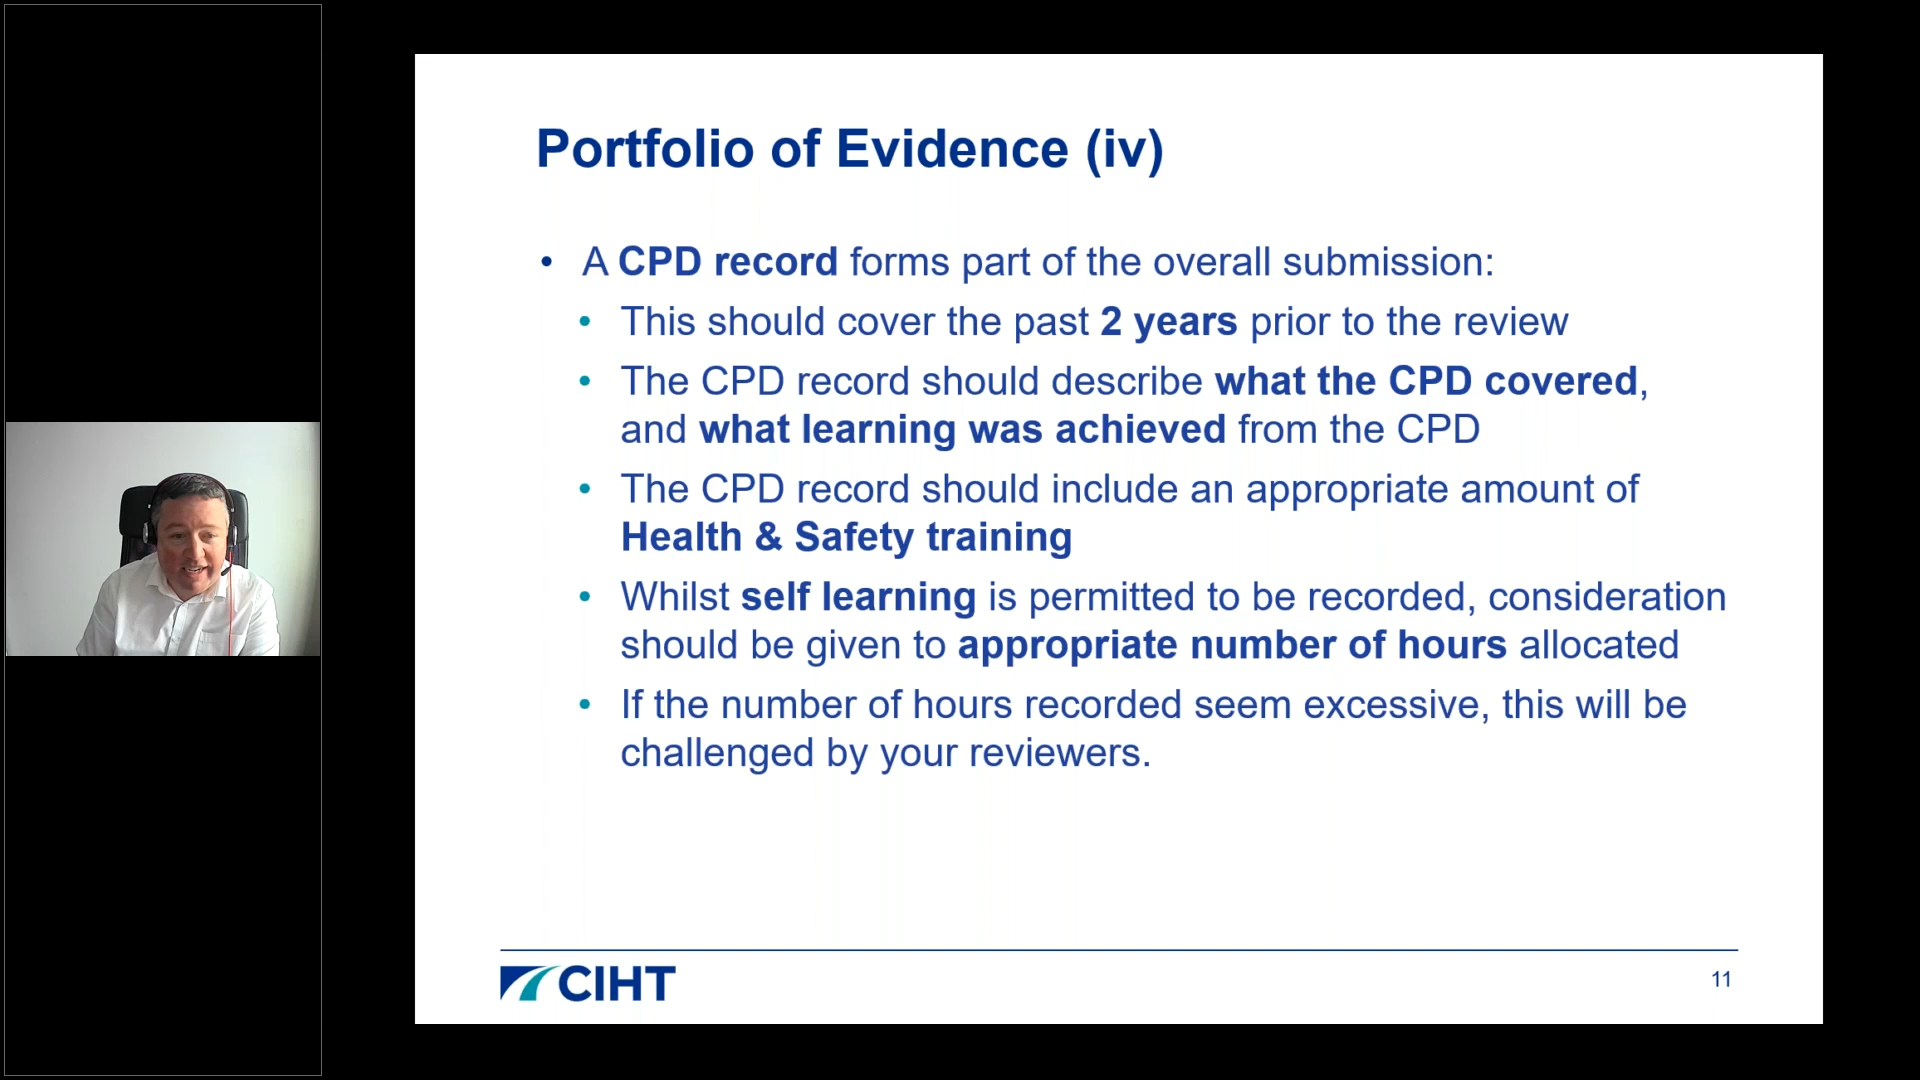 Portfolio of Evidence (iv)
• A CPD record forms part of the overall submission:
• This should cover the past 2 years prior to the review
• The CPD record should describe what the CPD covered,
and what learning was achieved from the CPD
• The CPD record should include an appropriate amount of
Health & Safety training
• Whilst self learning is permitted to be recorded, consideration
should be given to appropriate number of hours allocated
• If the number of hours recorded seem excessive, this will be
challenged by your reviewers.
CIHT
11